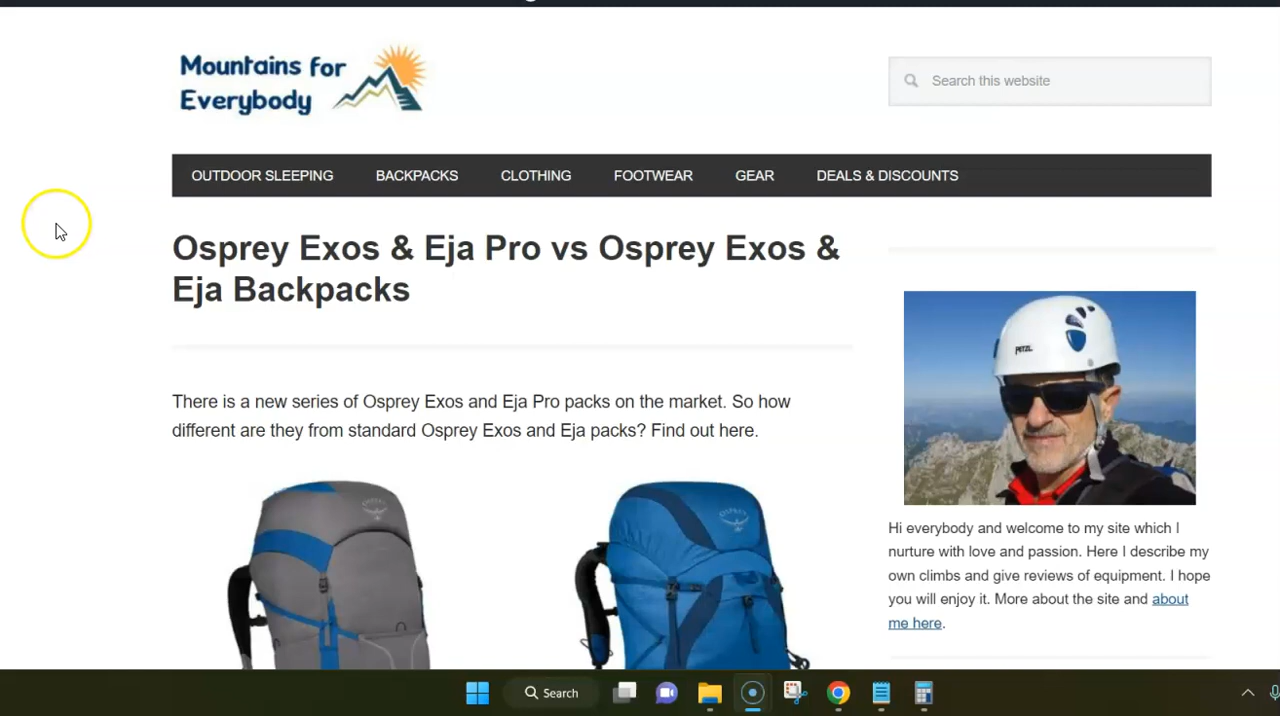 Mountains for
Everybody
Search this website
OUTDOOR SLEEPING BACKPACKS CLOTHING FOOTWEAR GEAR DEALS & DISCOUNTS
Osprey Exos & Eja Pro vs Osprey Exos &
Eja Backpacks
There is a new series of Osprey Exos and Eja Pro packs on the market. So how
different are they from standard Osprey Exos and Eja packs? Find out here.
OSPREY
OSPREY
PETZL
Hi everybody and welcome to my site which I
nurture with love and passion. Here I describe my
own climbs and give reviews of equipment. I hope
you will enjoy it. More about the site and about
me here.
Search